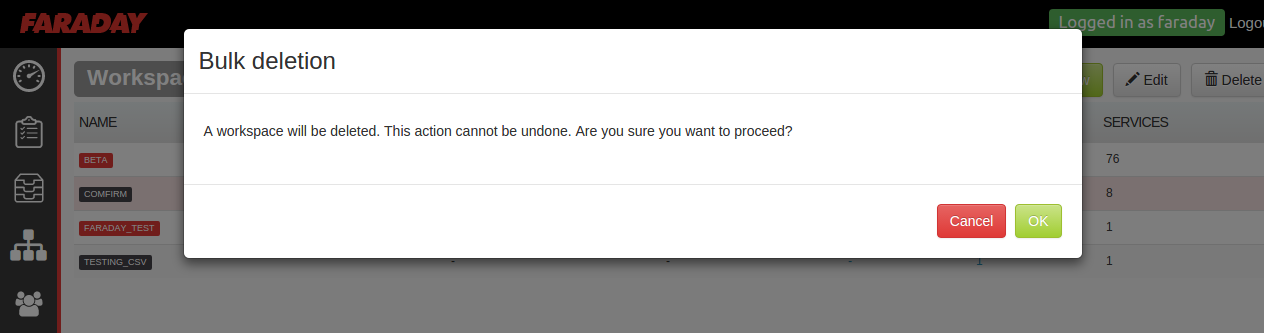 FARADAY
Logged in as faraday Logou
Bulk deletion
Workspa
Edit Delete
A workspace will be deleted. This action cannot be undone. Are you sure you want to proceed?
NAME SERVICES
BETA 76
COMFIRM 8
Cancel OK
FARADAY_TEST 1
TESTING_CSV - - - 1 1